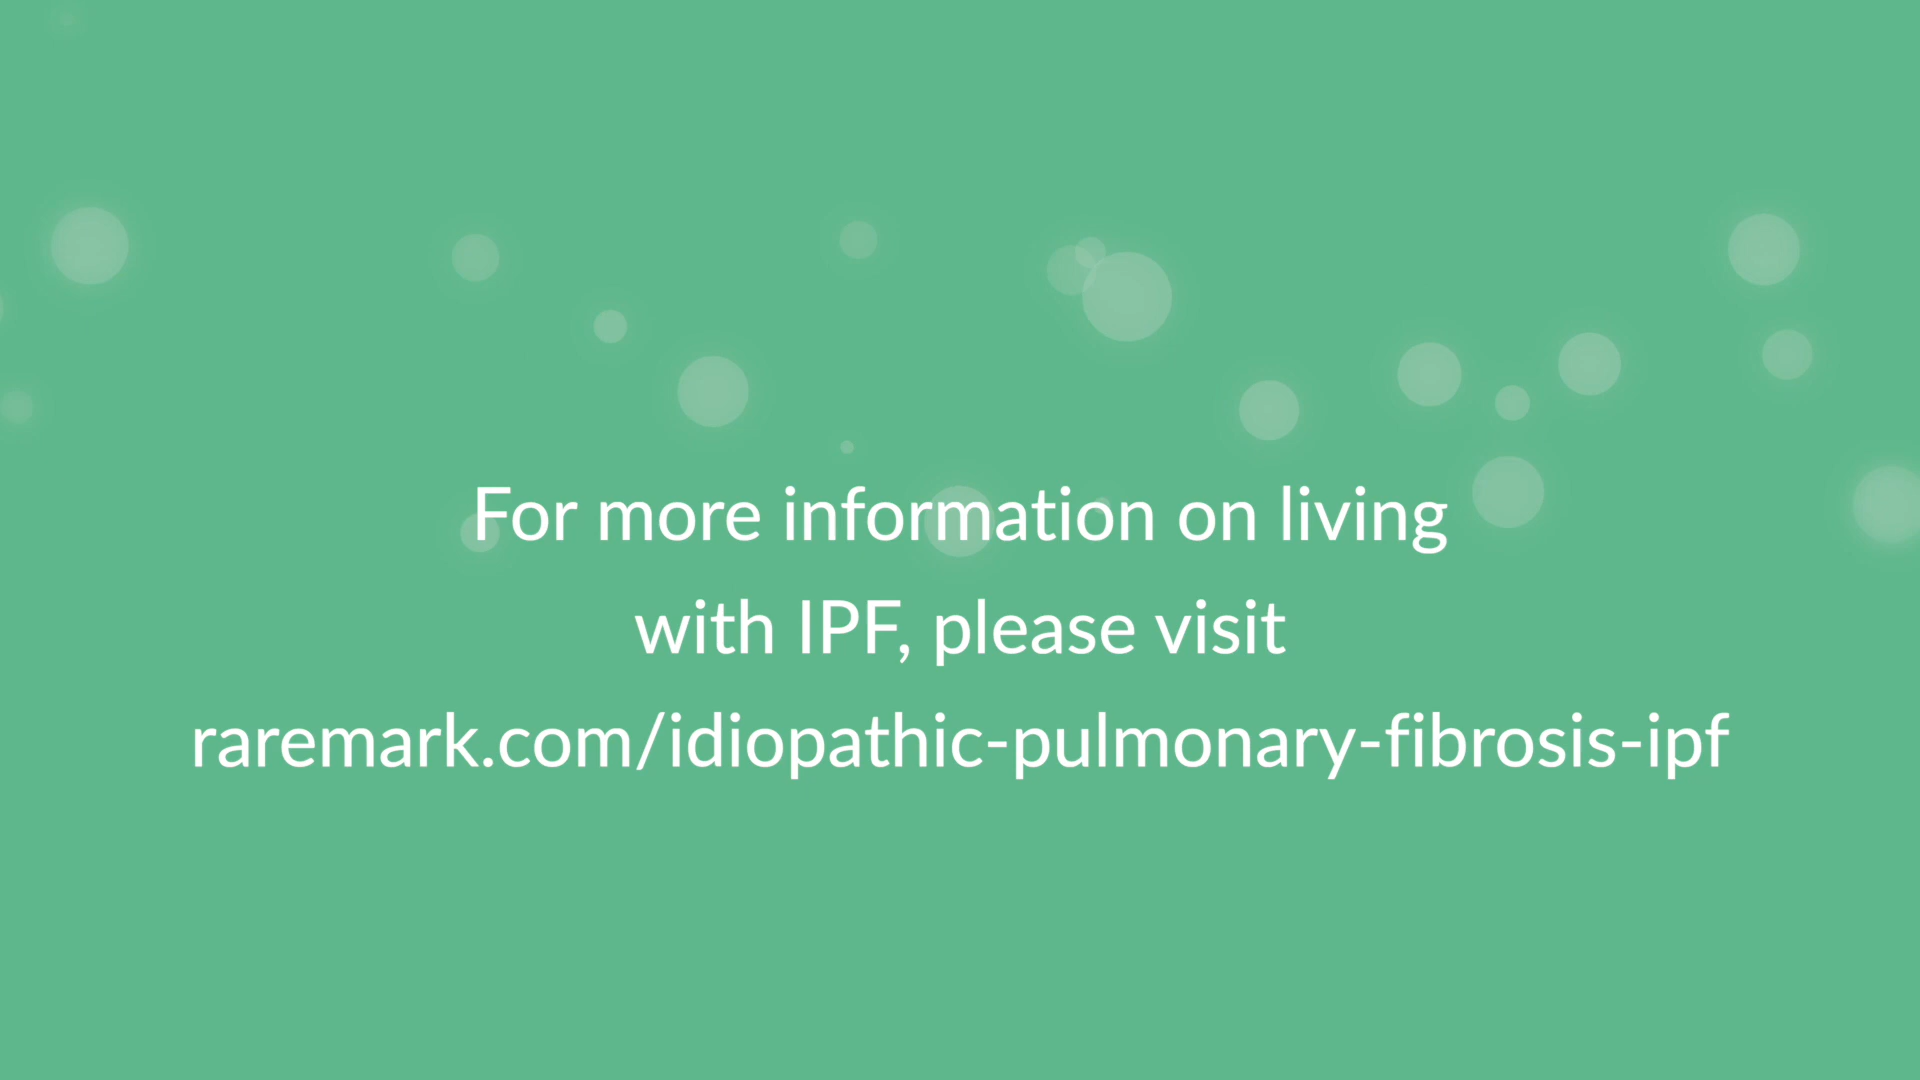 For more information on living
with IPF, please visit
raremark.com/idiopathic-pulmonary-fibrosis-ipf